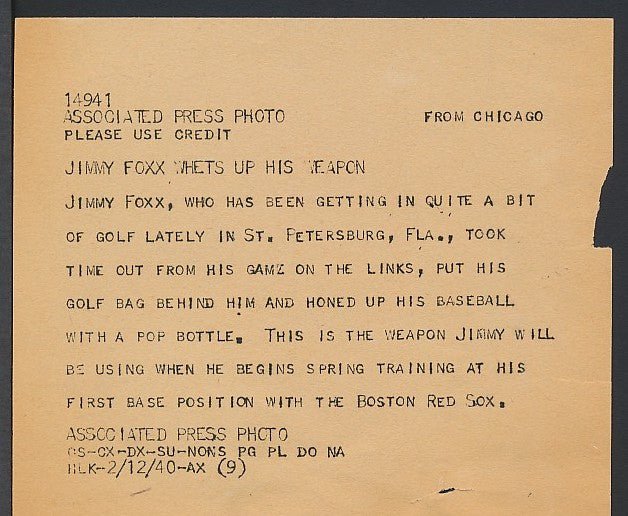 14941
ASSOCIATED PRESS PHOTO FROM CHICAGO
PLEASE USE CREDIT
JIMMY FOXX WHETS UP HIS WEAPON
JIMMY FOXX, WHO HAS BEEN GETTING IN QUITE A BIT
OF GOLF LATELY IN ST. PETERSBURG, FLA., TOOK
TIME OUT FROM HIS GAME ON THE LINKS, PUT HIS
GOLF BAG BEHIND HIM AND HONED UP HIS BASEBALL
WITH A POP BOTTLE. THIS IS THE WEAPON JIMMY WILL
BE USING WHEN HE BEGINS SPRING TRAINING AT HIS
FIRST BASE POSITION WITH THE BOSTON RED SOX.
ASSOCIATED PRESS PHOTO
CS-CX-DX-SU-NONS PG PL DO NA
HLK-2/12/40-AX (9)